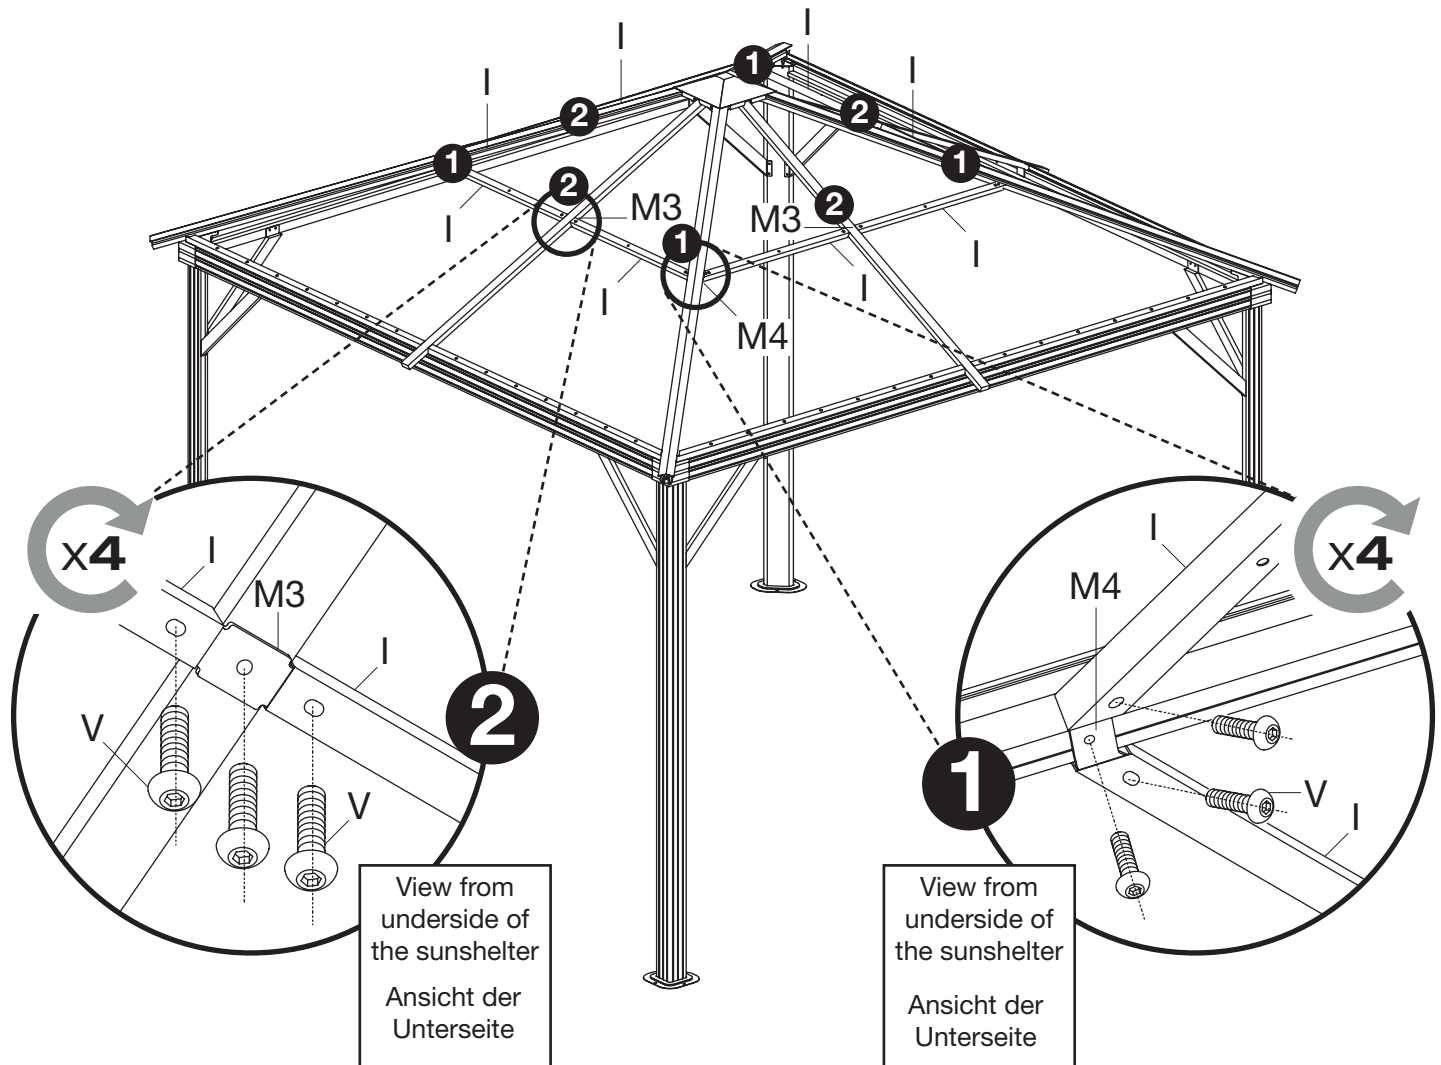 I
I
I
I
1
2
2
1
1
2
2
I
M3
M3
I
1
I
I
M4
x4
I
M3
I
V
V
2
View from
underside of
the sunshelter
Ansicht der
Unterseite
x4
I
M4
V
I
1
View from
underside of
the sunshelter
Ansicht der
Unterseite